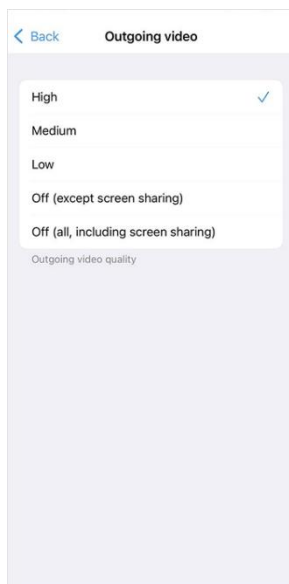 Back
Outgoing video
High
Medium
Low
Off (except screen sharing)
Off (all, including screen sharing)
Outgoing video quality